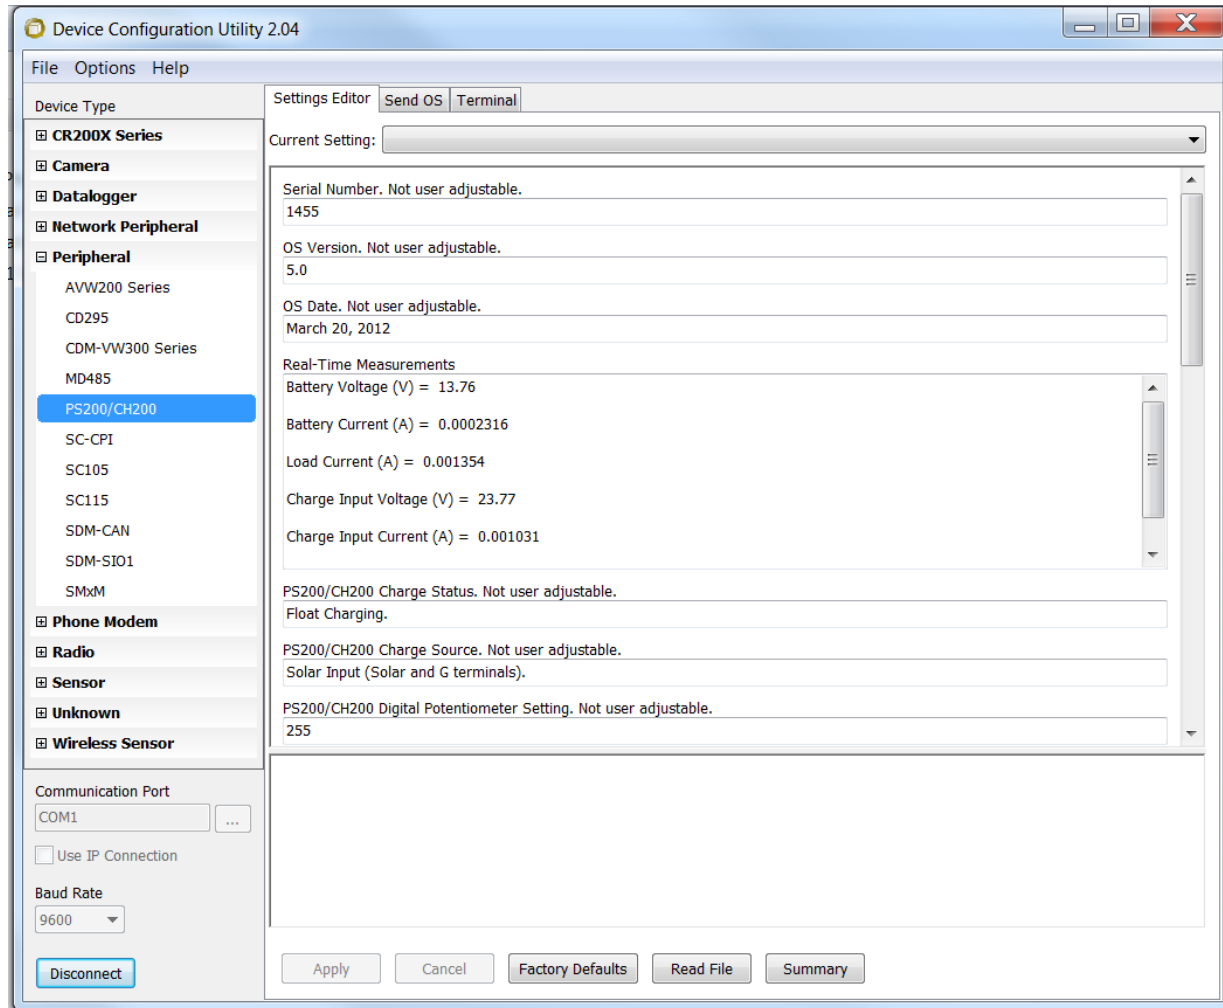 Device Configuration Utility 2.04
File Options Help
Device Type
CR200X Series
Camera
Datalogger
Network Peripheral
Peripheral
AVW200 Series
CD295
CDM-VW300 Series
MD485
PS200/CH200
SC-CPI
SC105
SC115
SDM-CAN
SDM-SIO1
SMxM
Phone Modem
Radio
Sensor
Unknown
Wireless Sensor
Communication Port
COM1
...
Use IP Connection
Baud Rate
9600
Disconnect
Settings Editor Send OS Terminal
Current Setting:
Serial Number. Not user adjustable.
1455
OS Version. Not user adjustable.
5.0
OS Date. Not user adjustable.
March 20, 2012
Real-Time Measurements
Battery Voltage (V) = 13.76
Battery Current (A) = 0.0002316
Load Current (A) = 0.001354
Charge Input Voltage (V) = 23.77
Charge Input Current (A) = 0.001031
PS200/CH200 Charge Status. Not user adjustable.
Float Charging.
PS200/CH200 Charge Source. Not user adjustable.
Solar Input (Solar and G terminals).
PS200/CH200 Digital Potentiometer Setting. Not user adjustable.
255
Apply Cancel Factory Defaults Read File Summary